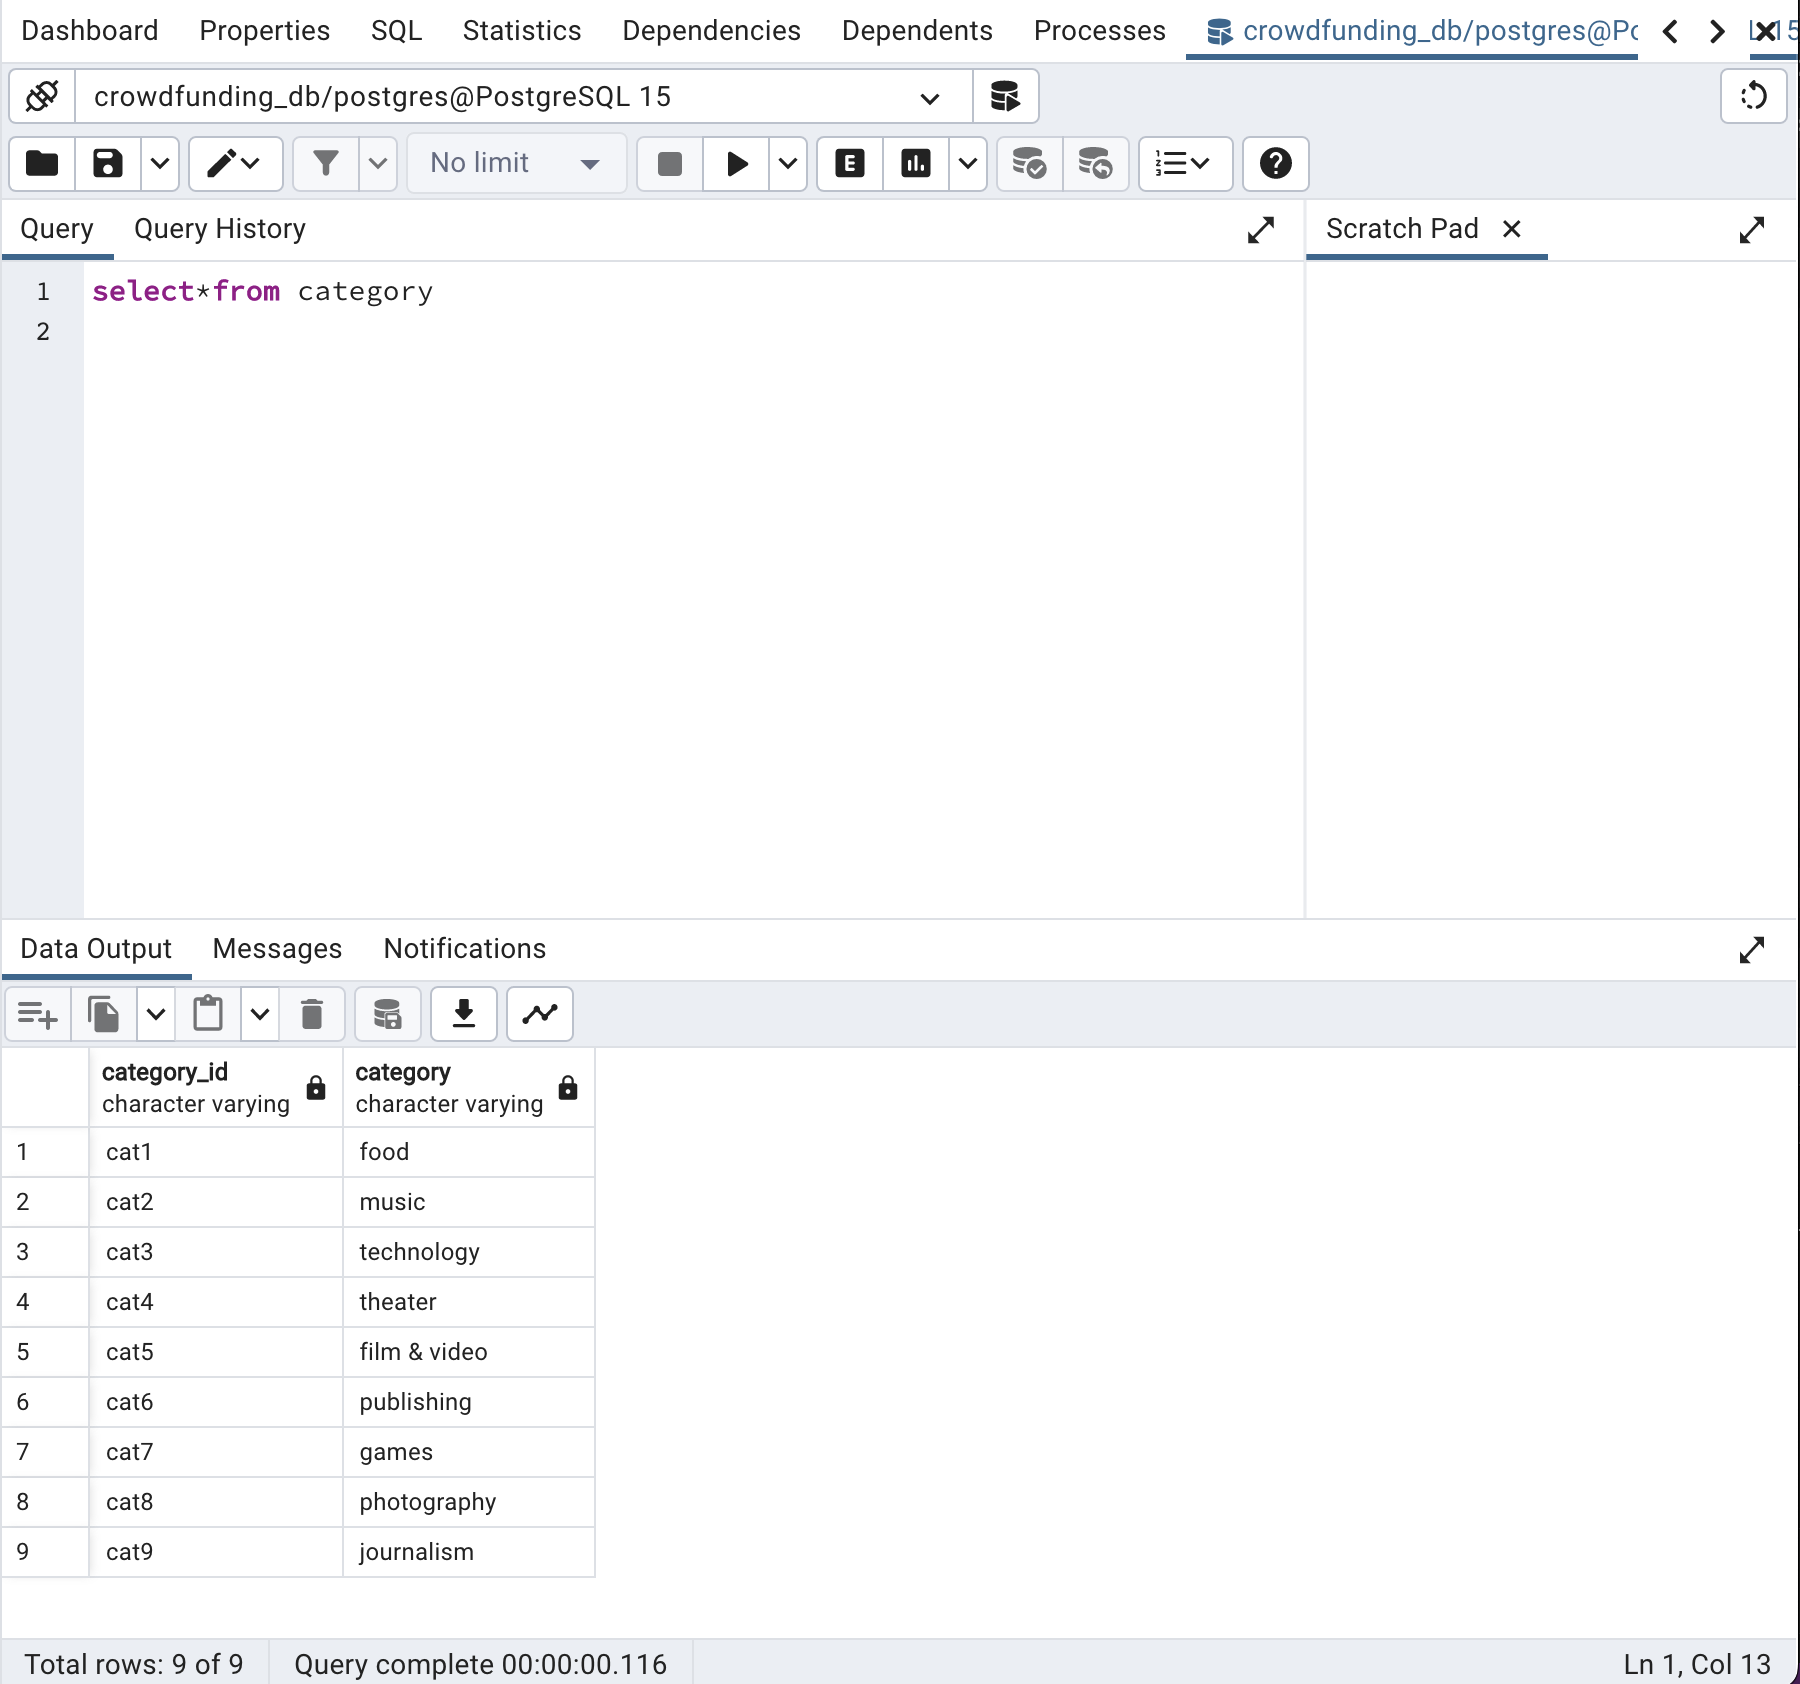 Dashboard Properties SQL Statistics Dependencies Dependents Processes crowdfunding_db/postgres@Po 15
crowdfunding_db/postgres@PostgreSQL 15
No limit E
Query Query History Scratch Pad
1 select*from category
2
Data Output Messages Notifications
category_id category
character varying character varying
1 cat1 food
2 cat2 music
3 cat3 technology
4 cat4 theater
5 cat5 film & video
6 cat6 publishing
7 cat7 games
8 cat8 photography
9 cat9 journalism
Total rows: 9 of 9 Query complete 00:00:00.116 Ln 1, Col 13